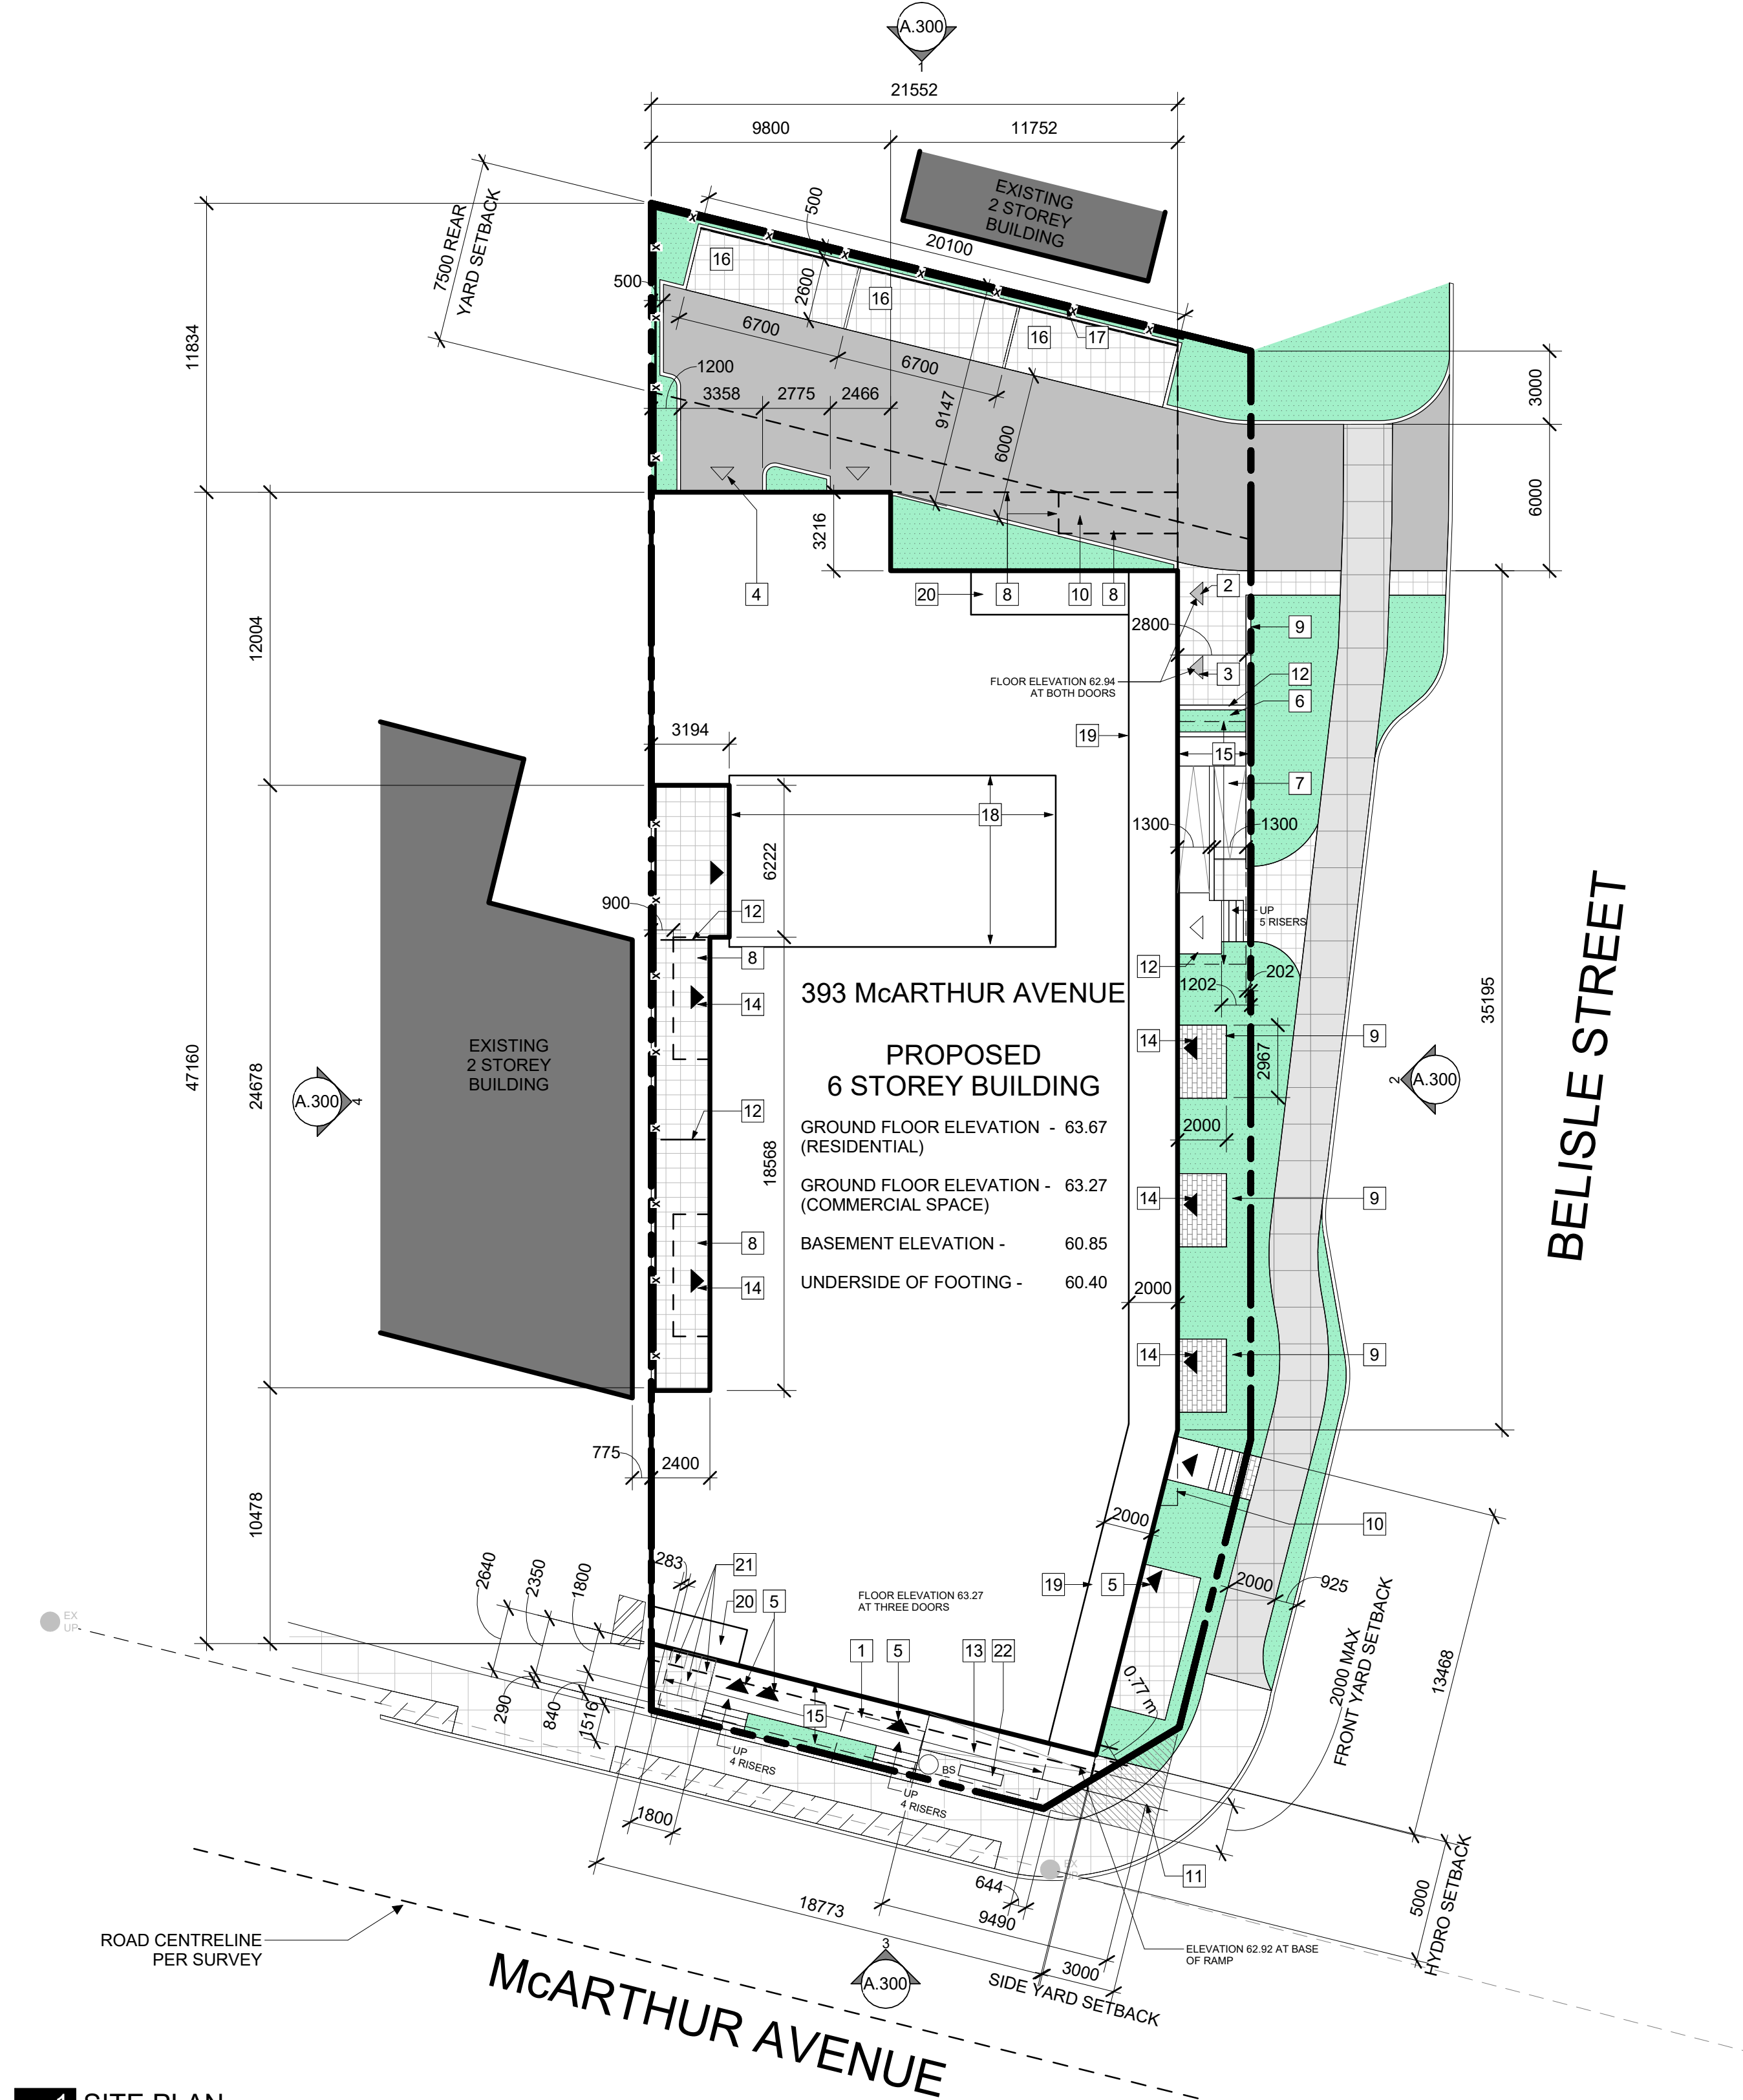 A.300
1
21552
9800
11752
EXISTING
2 STOREY
BUILDING
7500 REAR
YARD SETBACK
500
20100
16
500
2600
16
16
17
6700
6700
11834
1200
3358
2775
2466
9147
6000
3000
6000
3216
4
20
8
10
8
2
2800
9
3
FLOOR ELEVATION 62.94
AT BOTH DOORS
12
6
12004
3194
19
15
7
18
1300
1300
6222
900
12
UP
5 RISERS
8
12
202
1202
393 McARTHUR AVENUE
14
PROPOSED
6 STOREY BUILDING
14
9
2967
EXISTING
2 STOREY
BUILDING
47160
24678
A.300
4
2
A.300
35195
BELISLE STREET
12
GROUND FLOOR ELEVATION - 63.67
(RESIDENTIAL)
2000
18568
GROUND FLOOR ELEVATION - 63.27
(COMMERCIAL SPACE)
14
9
8
BASEMENT ELEVATION - 60.85
14
UNDERSIDE OF FOOTING - 60.40
2000
14
9
775
2400
10478
2000
10
283
21
2640
2350
1800
20
5
FLOOR ELEVATION 63.27
AT THREE DOORS
19
5
2000
925
EX
UP
1
5
13
22
0.77 m
2000 MAX
FRONT YARD SETBACK
13468
290
840
1516
15
UP
4 RISERS
BS
UP
4 RISERS
1800
EX
11
644
18773
9490
5000
HYDRO SETBACK
ROAD CENTRELINE
PER SURVEY
3
A.300
3000
SIDE YARD SETBACK
ELEVATION 62.92 AT BASE
OF RAMP
McARTHUR AVENUE
1 SITE PLAN